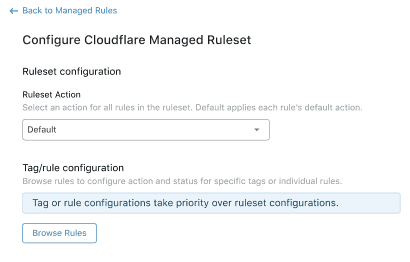 ← Back to Managed Rules
Configure Cloudflare Managed Ruleset
Ruleset configuration
Ruleset Action
Select an action for all rules in the ruleset. Default applies each rule's default action.
Default
Tag/rule configuration
Browse rules to configure action and status for specific tags or individual rules.
Tag or rule configurations take priority over ruleset configurations.
Browse Rules